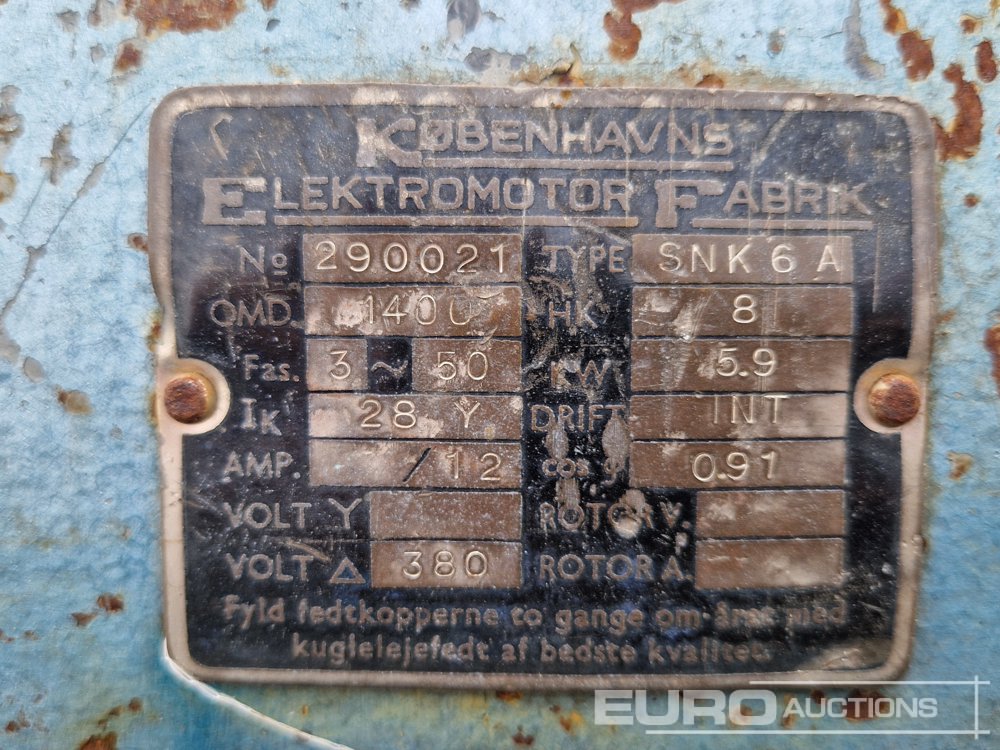 KØBENHAVNS
ELEKTROMOTOR FABRIK
No 290021 TYPE SNK 6 A
OMD. 1400 HK 8
Fas. 3 ~ 50 KW 5.9
IK 28 Y DRIFT INT
AMP. /12 cos φ 0.91
VOLT Y ROTOR V.
VOLT △ 380 ROTOR A.
Fyld fedtkopperne to gange om året med
kuglelejefedt af bedste kvalitet.
EURO AUCTIONS